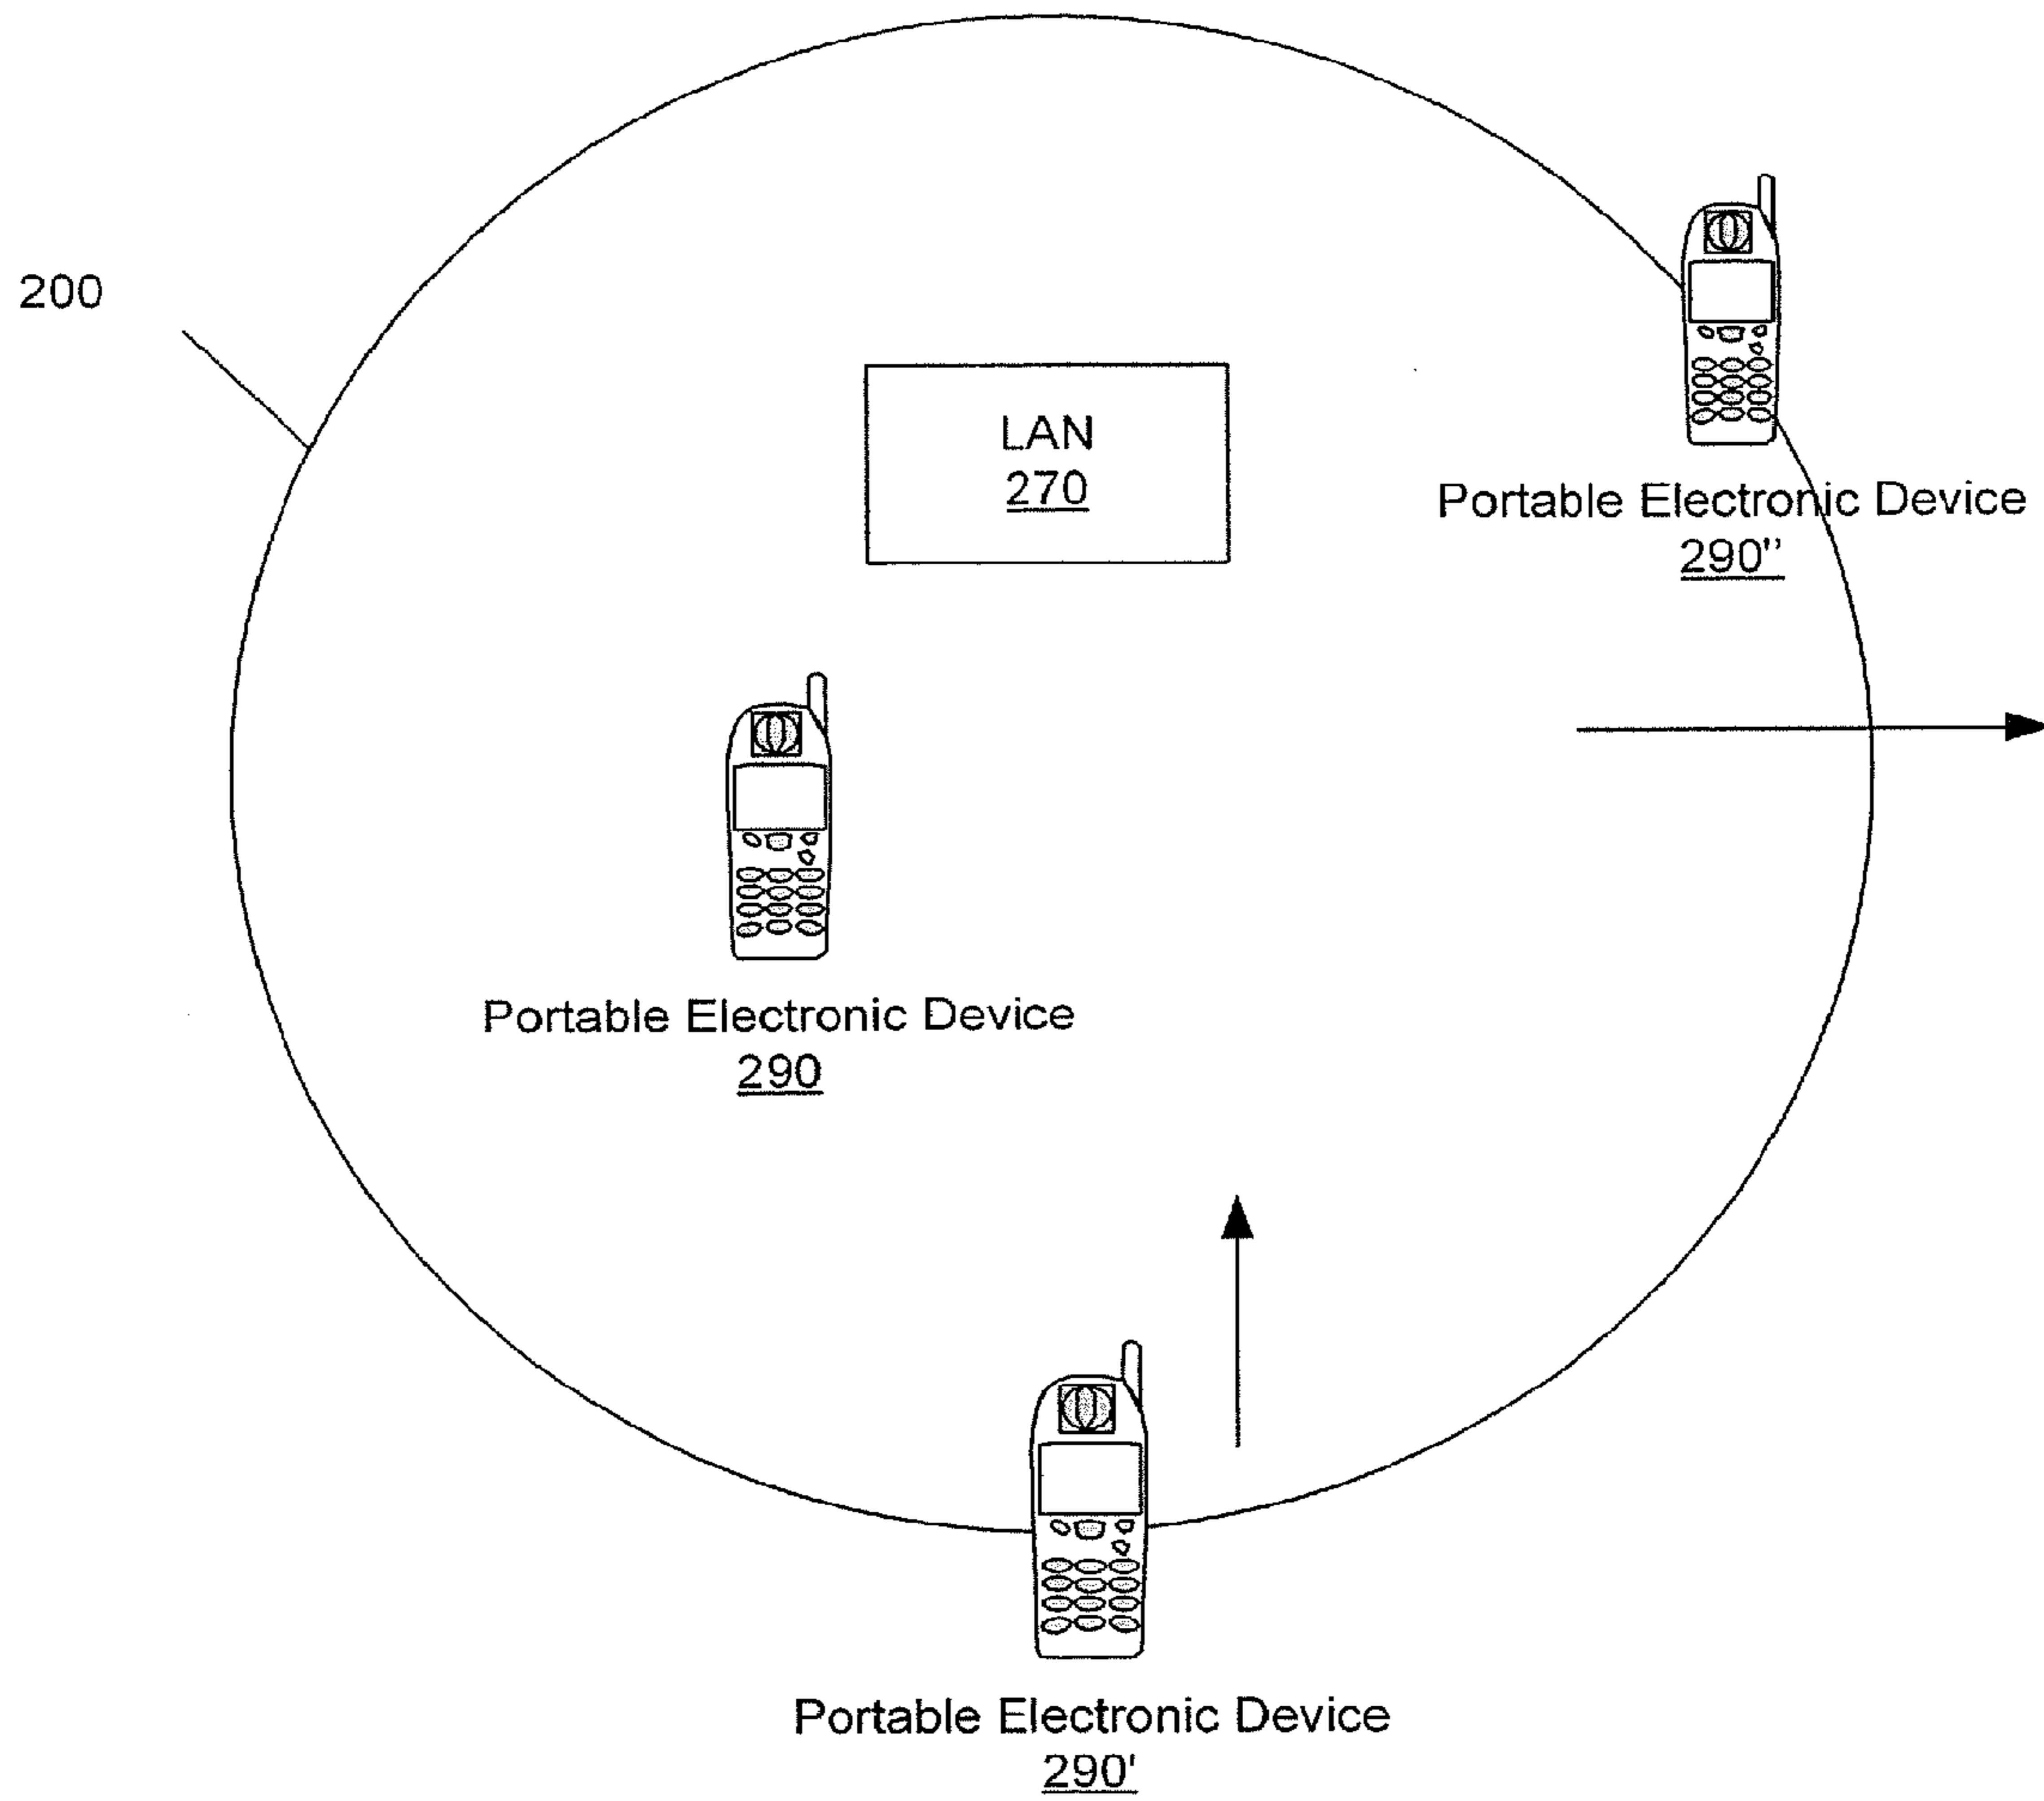 200
LAN
270
Portable Electronic Device
290"
Portable Electronic Device
290
Portable Electronic Device
290'